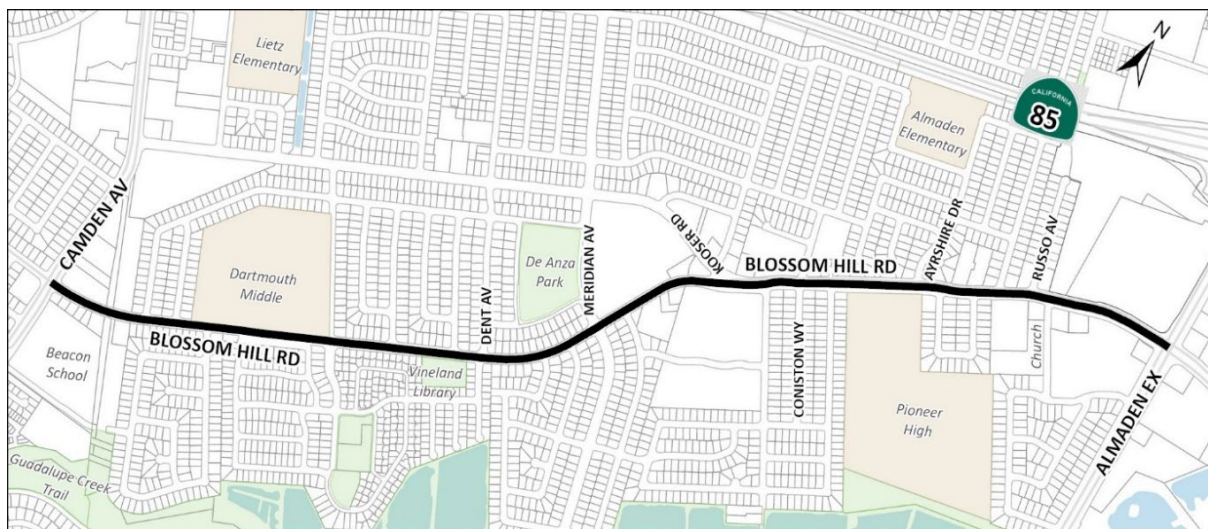 Lietz
Elementary
N
CALIFORNIA
85
Almaden
Elementary
CAMDEN AV
KOOSER RD
AYRSHIRE DR
RUSSO AV
De Anza
Park
MERIDIAN AV
BLOSSOM HILL RD
Dartmouth
Middle
DENT AV
BLOSSOM HILL RD
Beacon
School
Vineland
Library
CONISTON WY
Church
Pioneer
High
ALMADEN EX
Guadalupe Creek
Trail